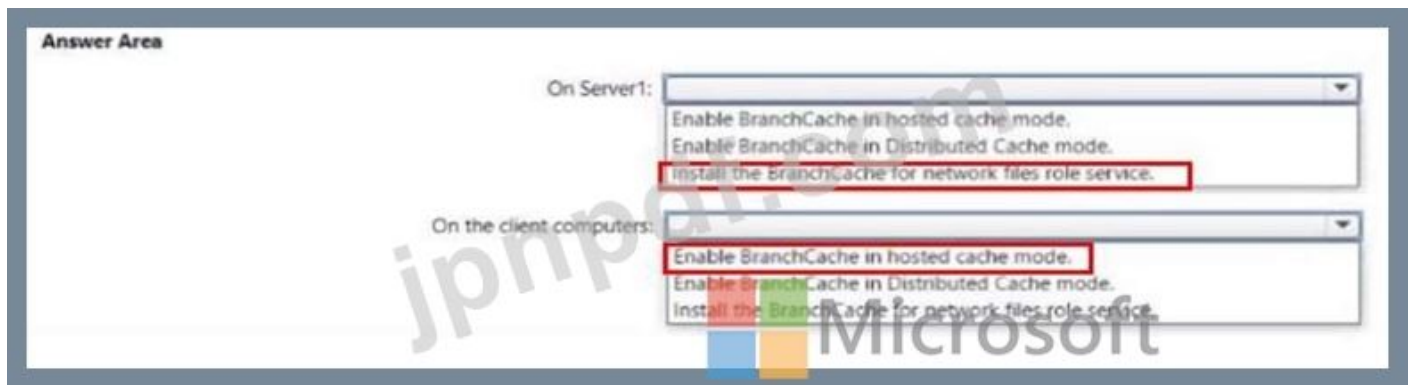 Answer Area
On Server1:
Enable BranchCache in hosted cache mode.
Enable BranchCache in Distributed Cache mode.
Install the BranchCache for network files role service.
On the client computers:
Enable BranchCache in hosted cache mode.
Enable BranchCache in Distributed Cache mode.
Install the BranchCache for network files role service.
jpnpdf.com
Microsoft